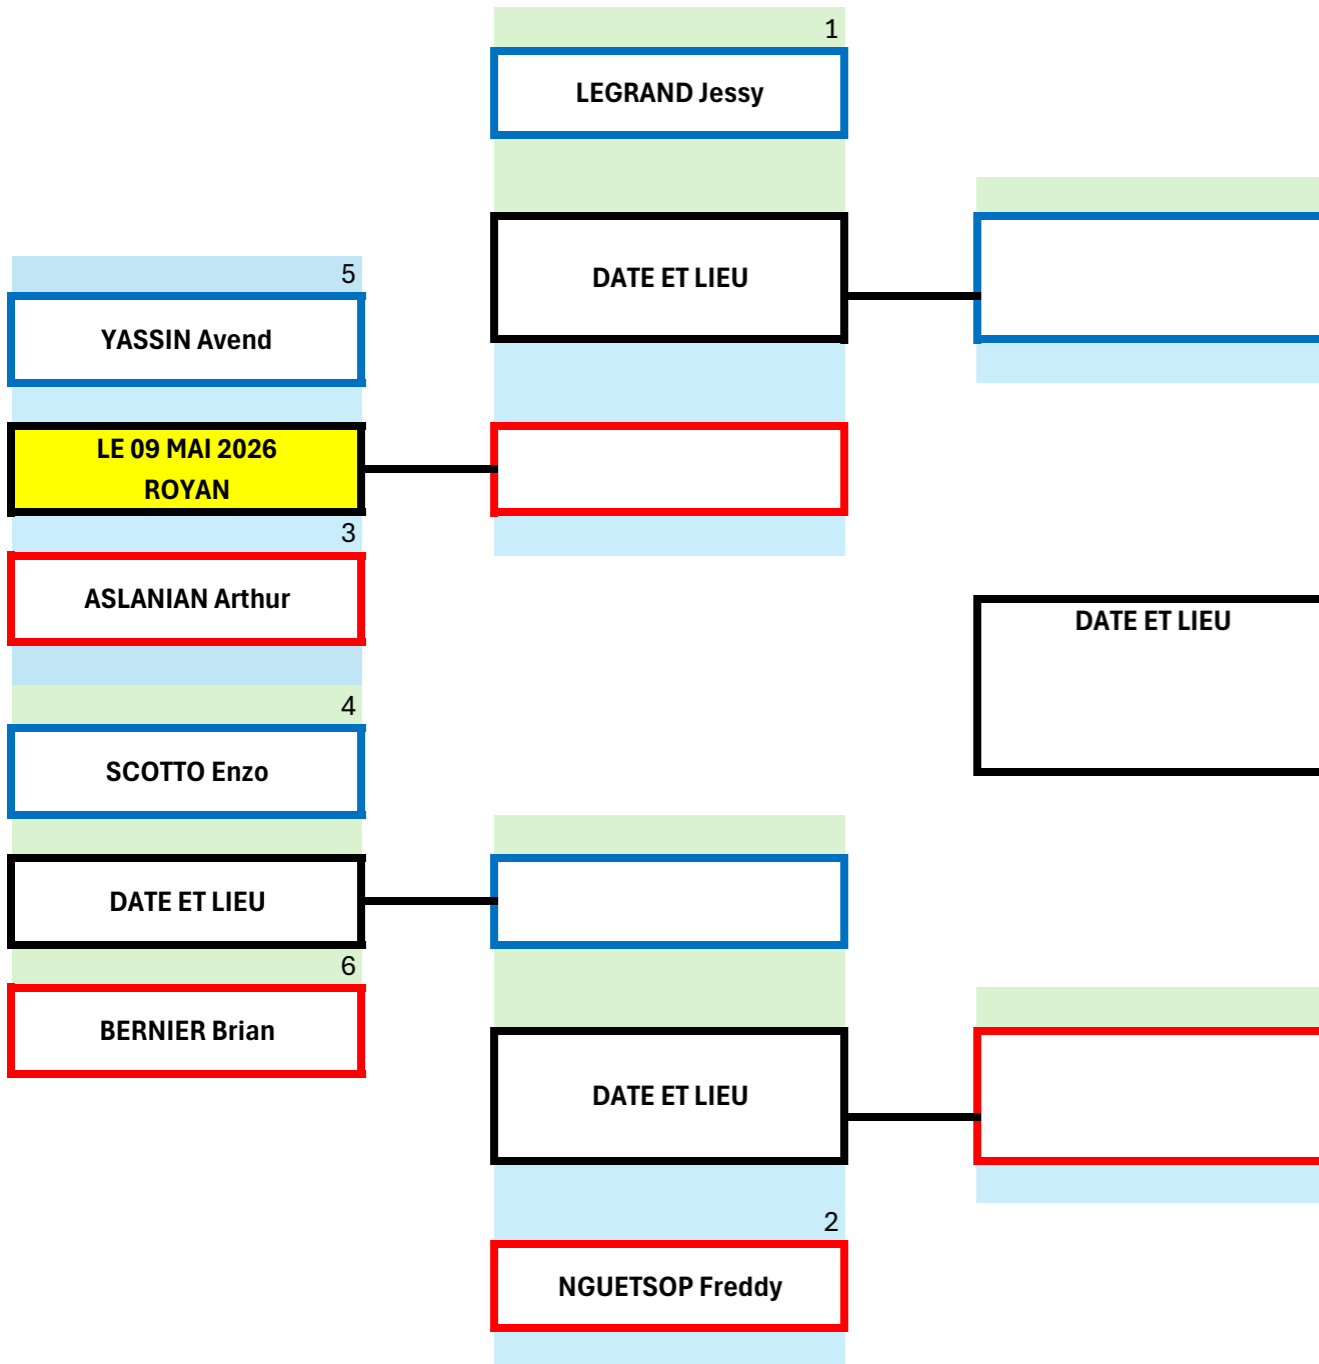 1
LEGRAND Jessy
DATE ET LIEU
5
YASSIN Avend
LE 09 MAI 2026
ROYAN
3
ASLANIAN Arthur
DATE ET LIEU
4
SCOTTO Enzo
DATE ET LIEU
6
BERNIER Brian
DATE ET LIEU
2
NGUETSOP Freddy